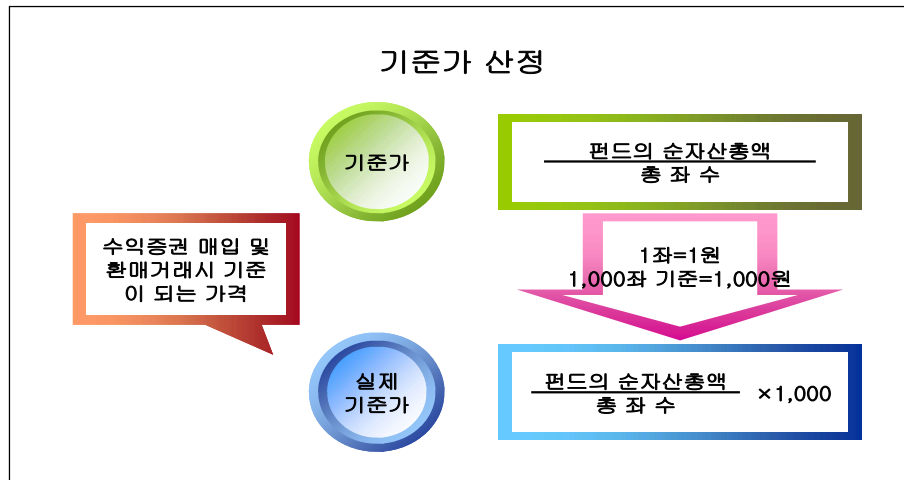 기준가 산정
기준가
펀드의 순자산총액
총 좌 수
수익증권 매입 및
환매거래시 기준
이 되는 가격
1좌=1원
1,000좌 기준=1,000원
실제
기준가
펀드의 순자산총액
총 좌 수
×1,000